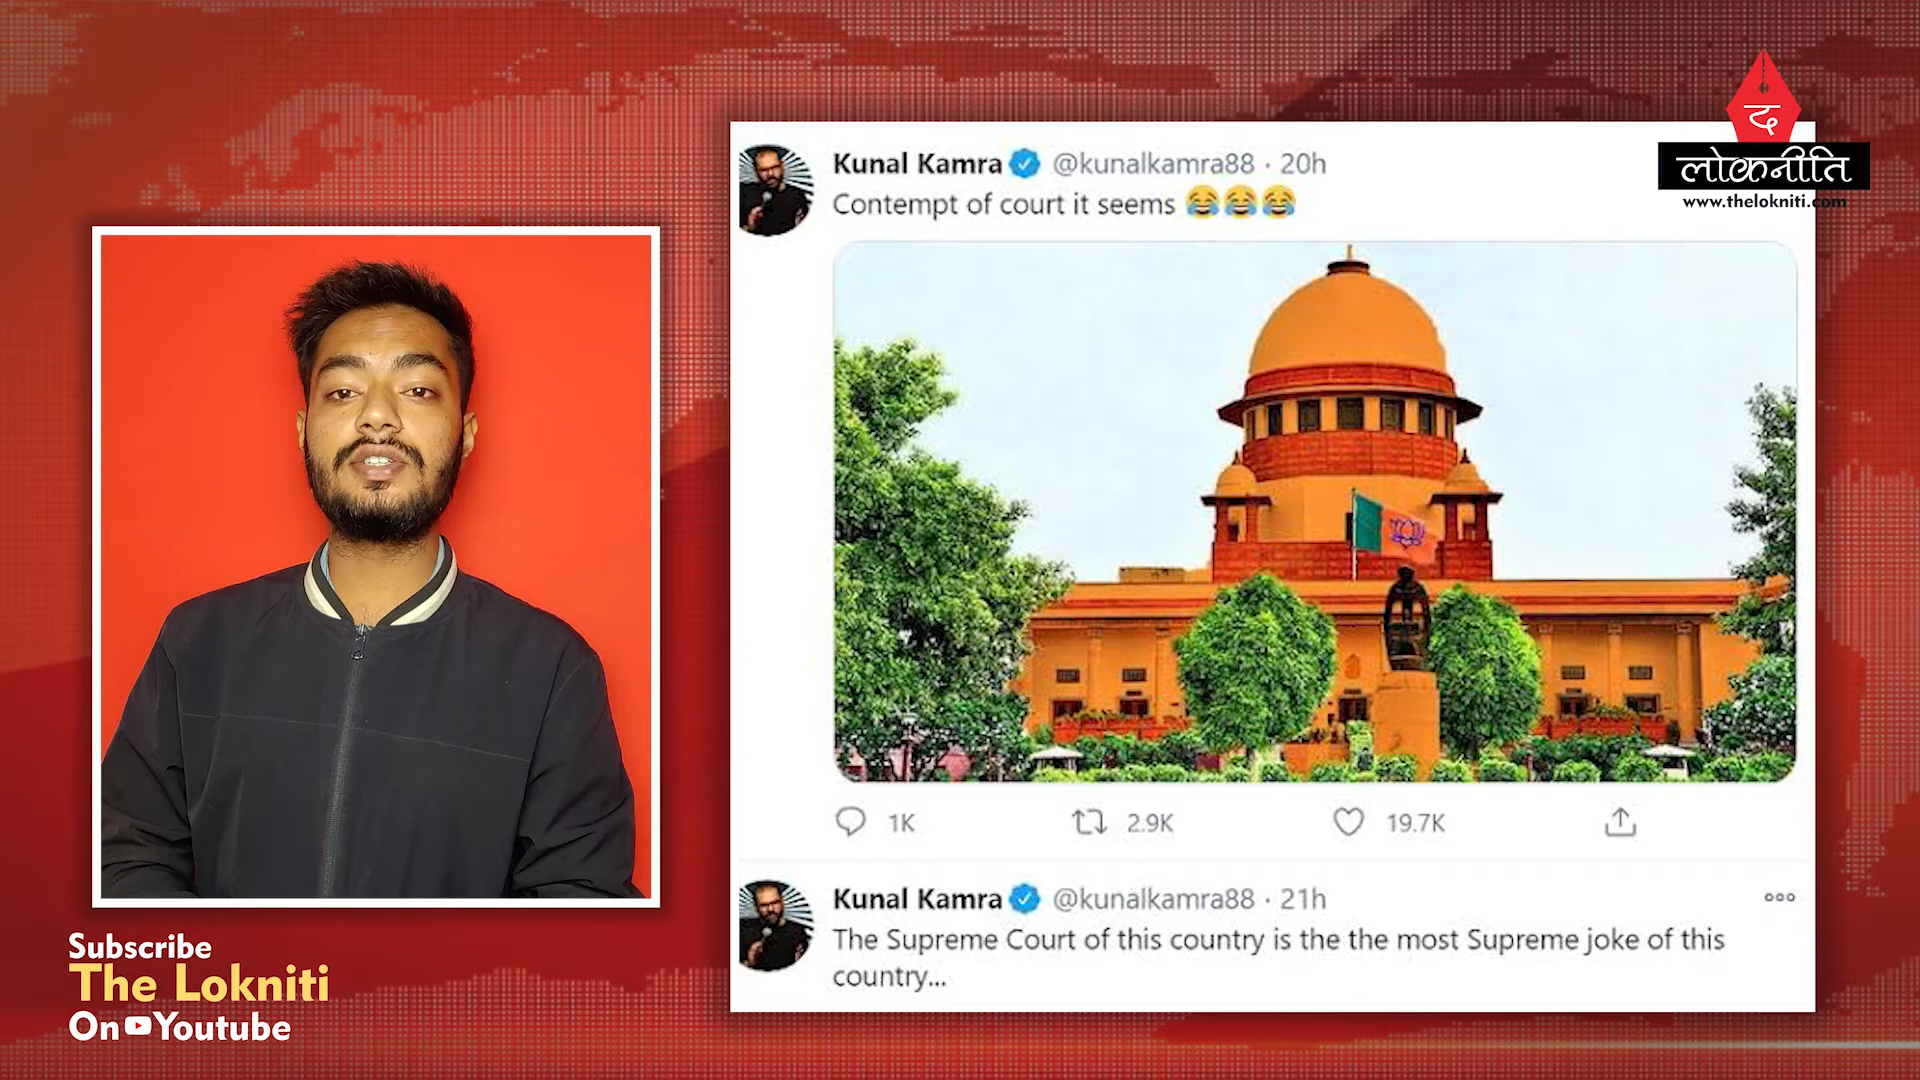 द
लोकनीति
www.thelokniti.com
Kunal Kamra @kunalkamra88 · 20h
Contempt of court it seems 😂😂😂
1K 2.9K 19.7K
Kunal Kamra @kunalkamra88 · 21h
The Supreme Court of this country is the the most Supreme joke of this
country...
Subscribe
The Lokniti
On Youtube